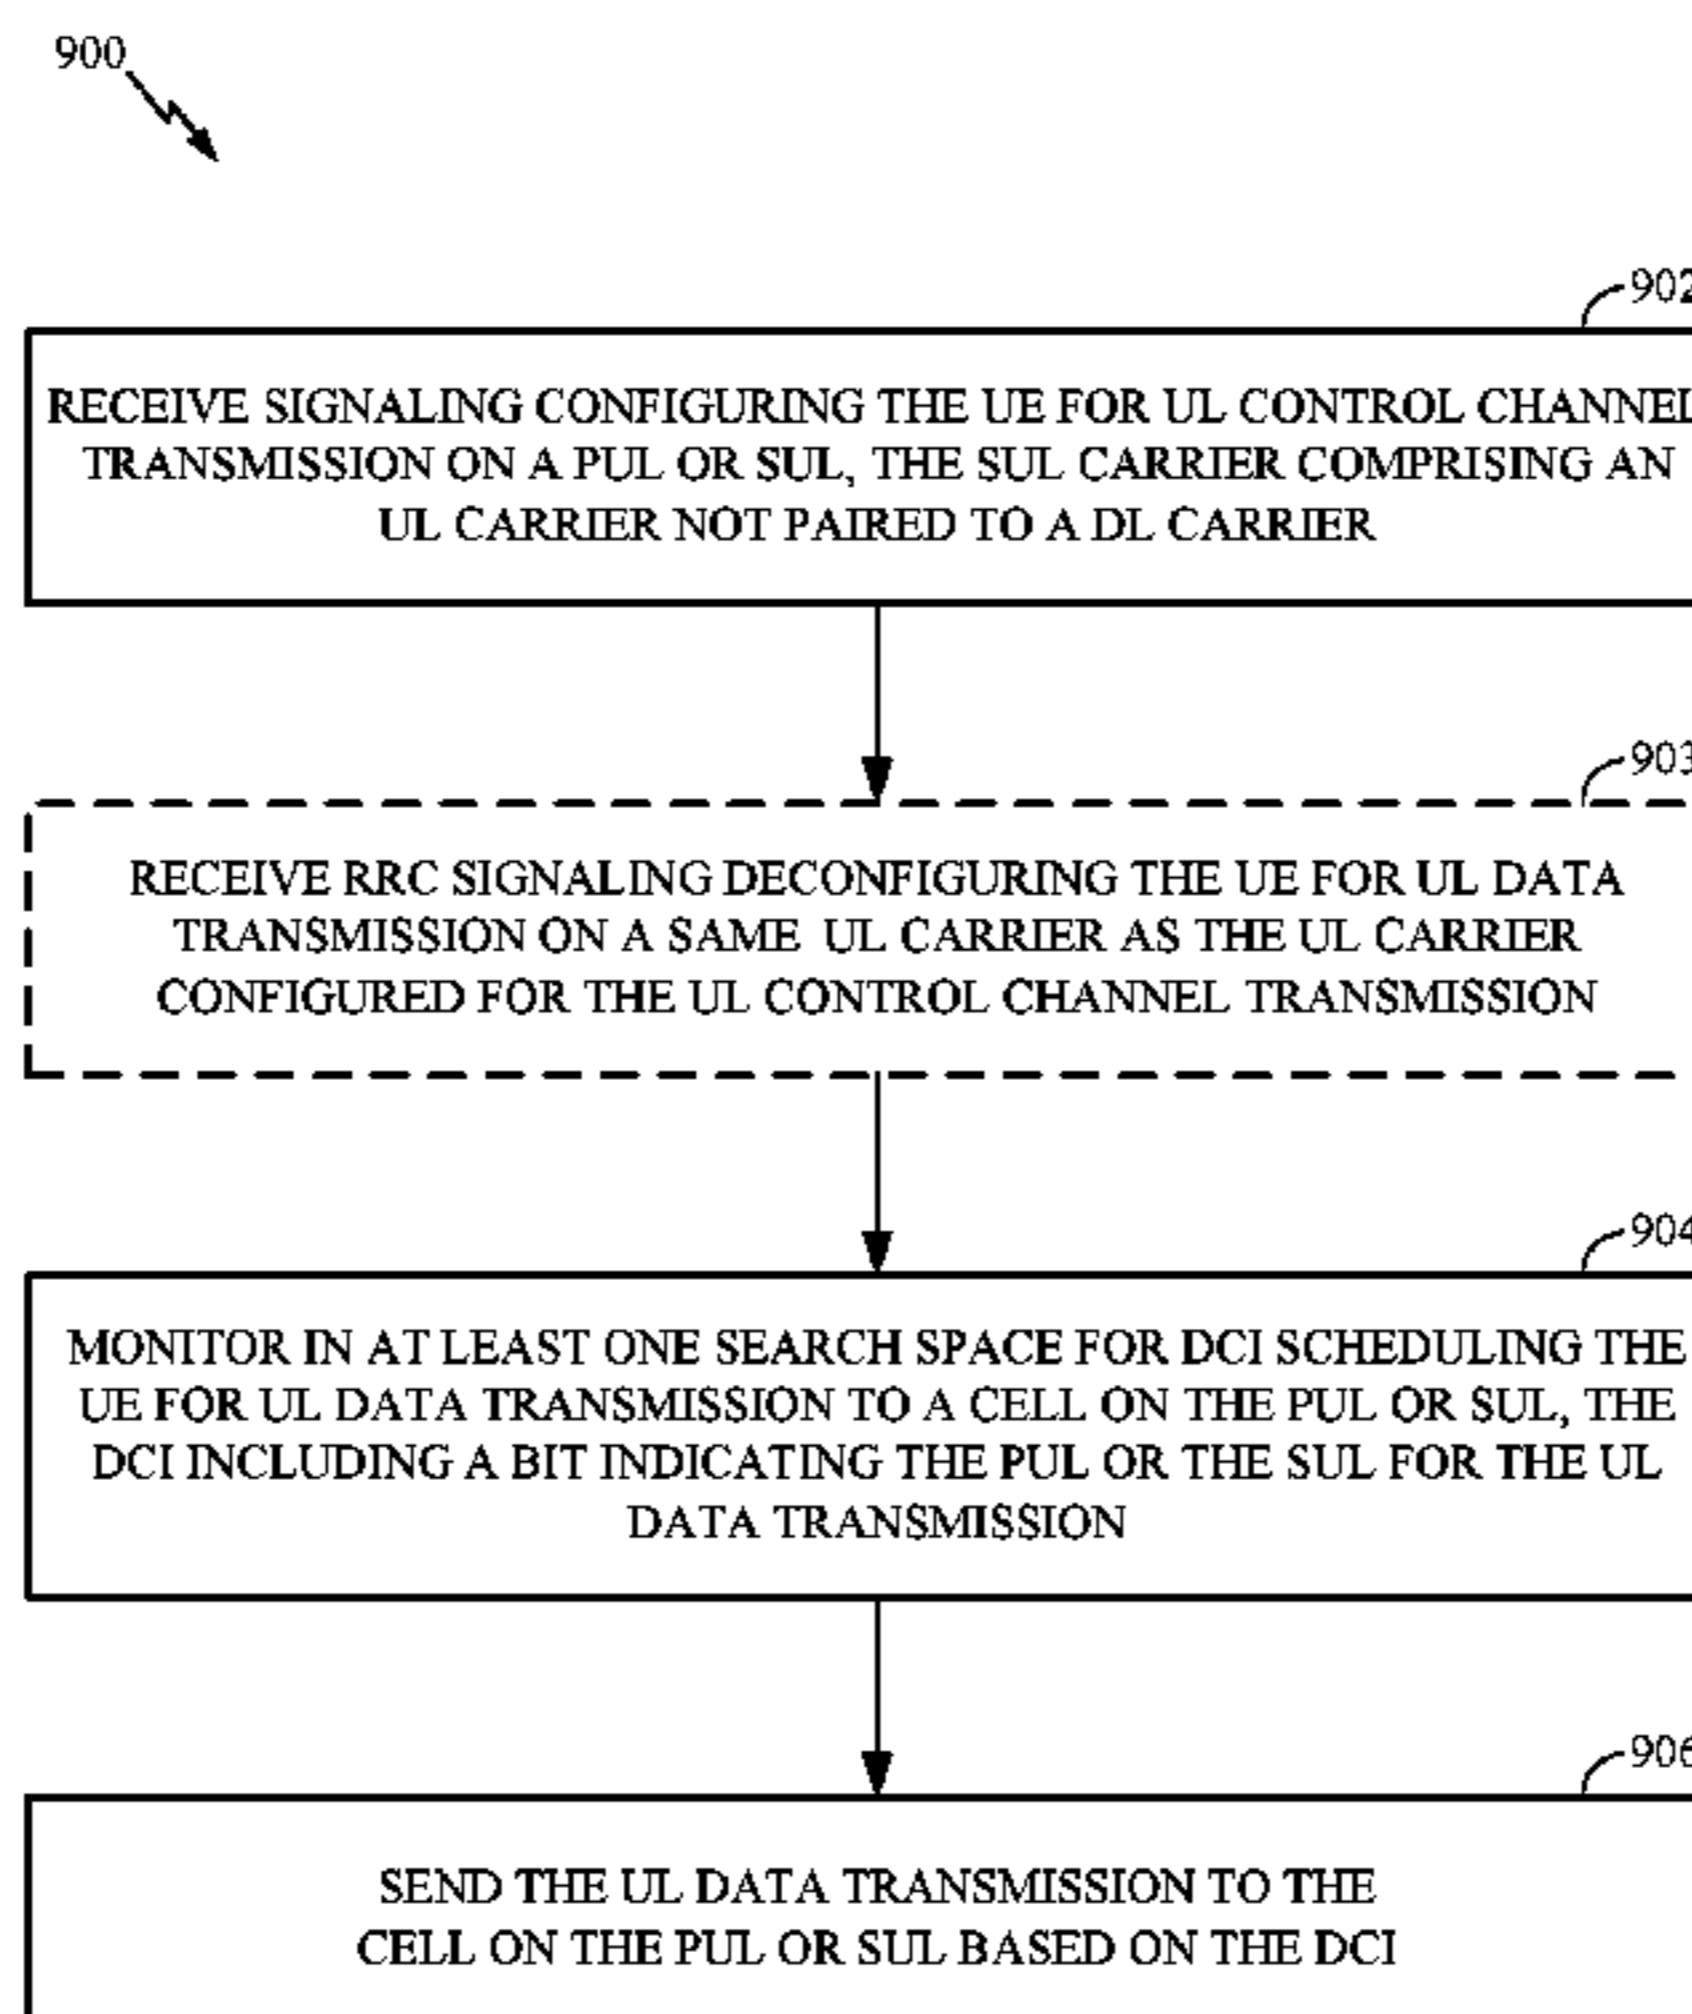 900
902
RECEIVE SIGNALING CONFIGURING THE UE FOR UL CONTROL CHANNEL
TRANSMISSION ON A PUL OR SUL, THE SUL CARRIER COMPRISING AN
UL CARRIER NOT PAIRED TO A DL CARRIER
903
RECEIVE RRC SIGNALING DECONFIGURING THE UE FOR UL DATA
TRANSMISSION ON A SAME UL CARRIER AS THE UL CARRIER
CONFIGURED FOR THE UL CONTROL CHANNEL TRANSMISSION
904
MONITOR IN AT LEAST ONE SEARCH SPACE FOR DCI SCHEDULING THE
UE FOR UL DATA TRANSMISSION TO A CELL ON THE PUL OR SUL, THE
DCI INCLUDING A BIT INDICATING THE PUL OR THE SUL FOR THE UL
DATA TRANSMISSION
906
SEND THE UL DATA TRANSMISSION TO THE
CELL ON THE PUL OR SUL BASED ON THE DCI